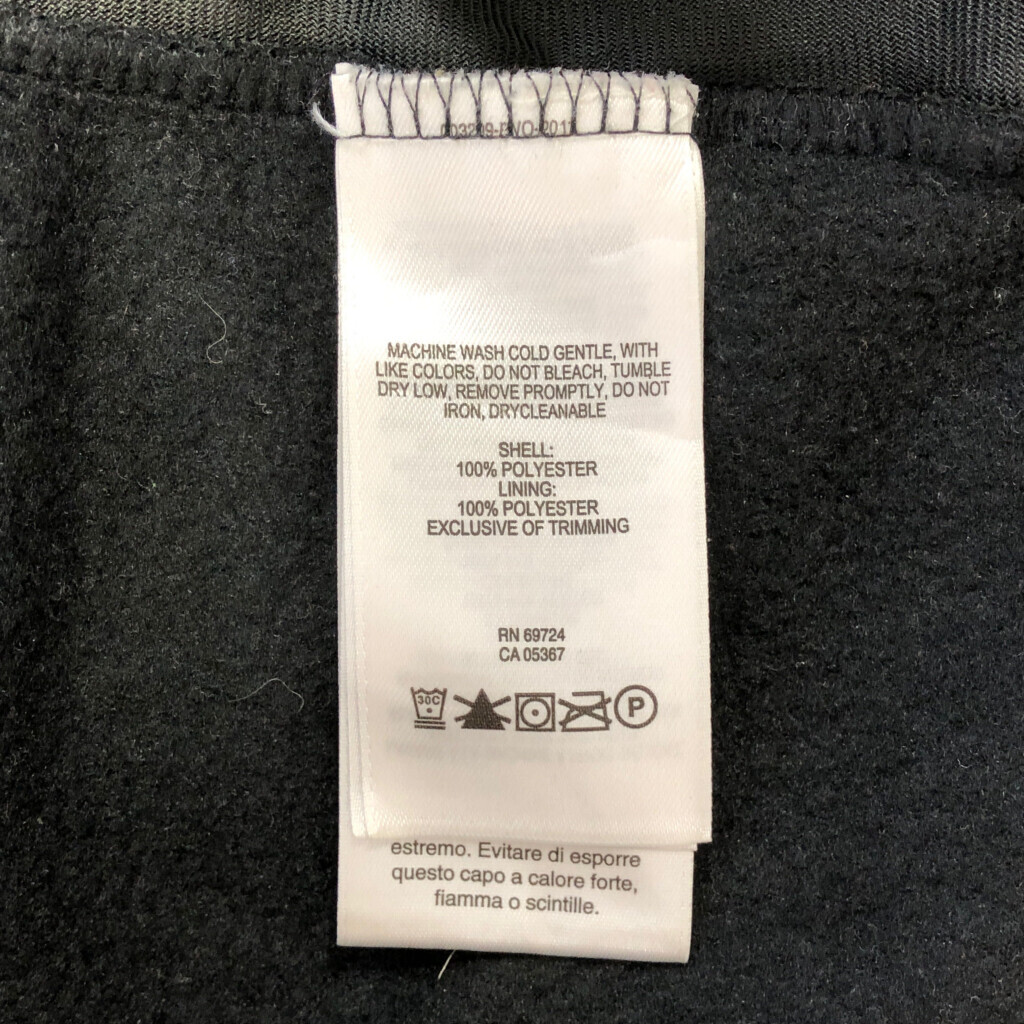 MACHINE WASH COLD GENTLE, WITH
LIKE COLORS, DO NOT BLEACH, TUMBLE
DRY LOW, REMOVE PROMPTLY, DO NOT
IRON, DRYCLEANABLE
SHELL:
100% POLYESTER
LINING:
100% POLYESTER
EXCLUSIVE OF TRIMMING
RN 69724
CA 05367
30C
P
estremo. Evitare di esporre
questo capo a calore forte,
fiamma o scintille.